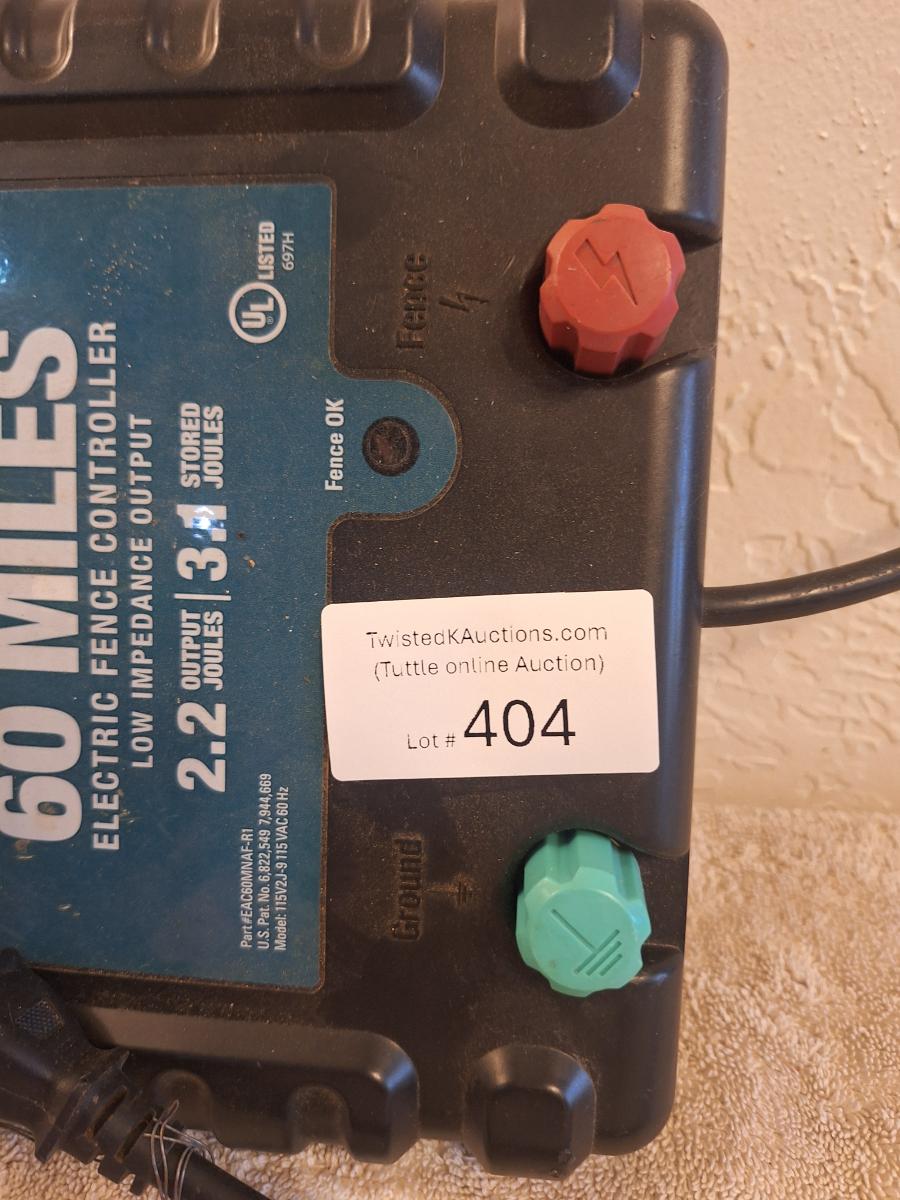 60 MILES
ELECTRIC FENCE CONTROLLER
LOW IMPEDANCE OUTPUT
2.2 OUTPUT JOULES | 3.1 STORED JOULES
Part#EAC60MNAF-R1
U.S. Pat. No. 6,822,549 7,944,669
Model: 115V2J-9 115 VAC 60 Hz
UL® LISTED
697H
Fence OK
Fence
Ground
TwistedKAuctions.com
(Tuttle online Auction)
Lot # 404